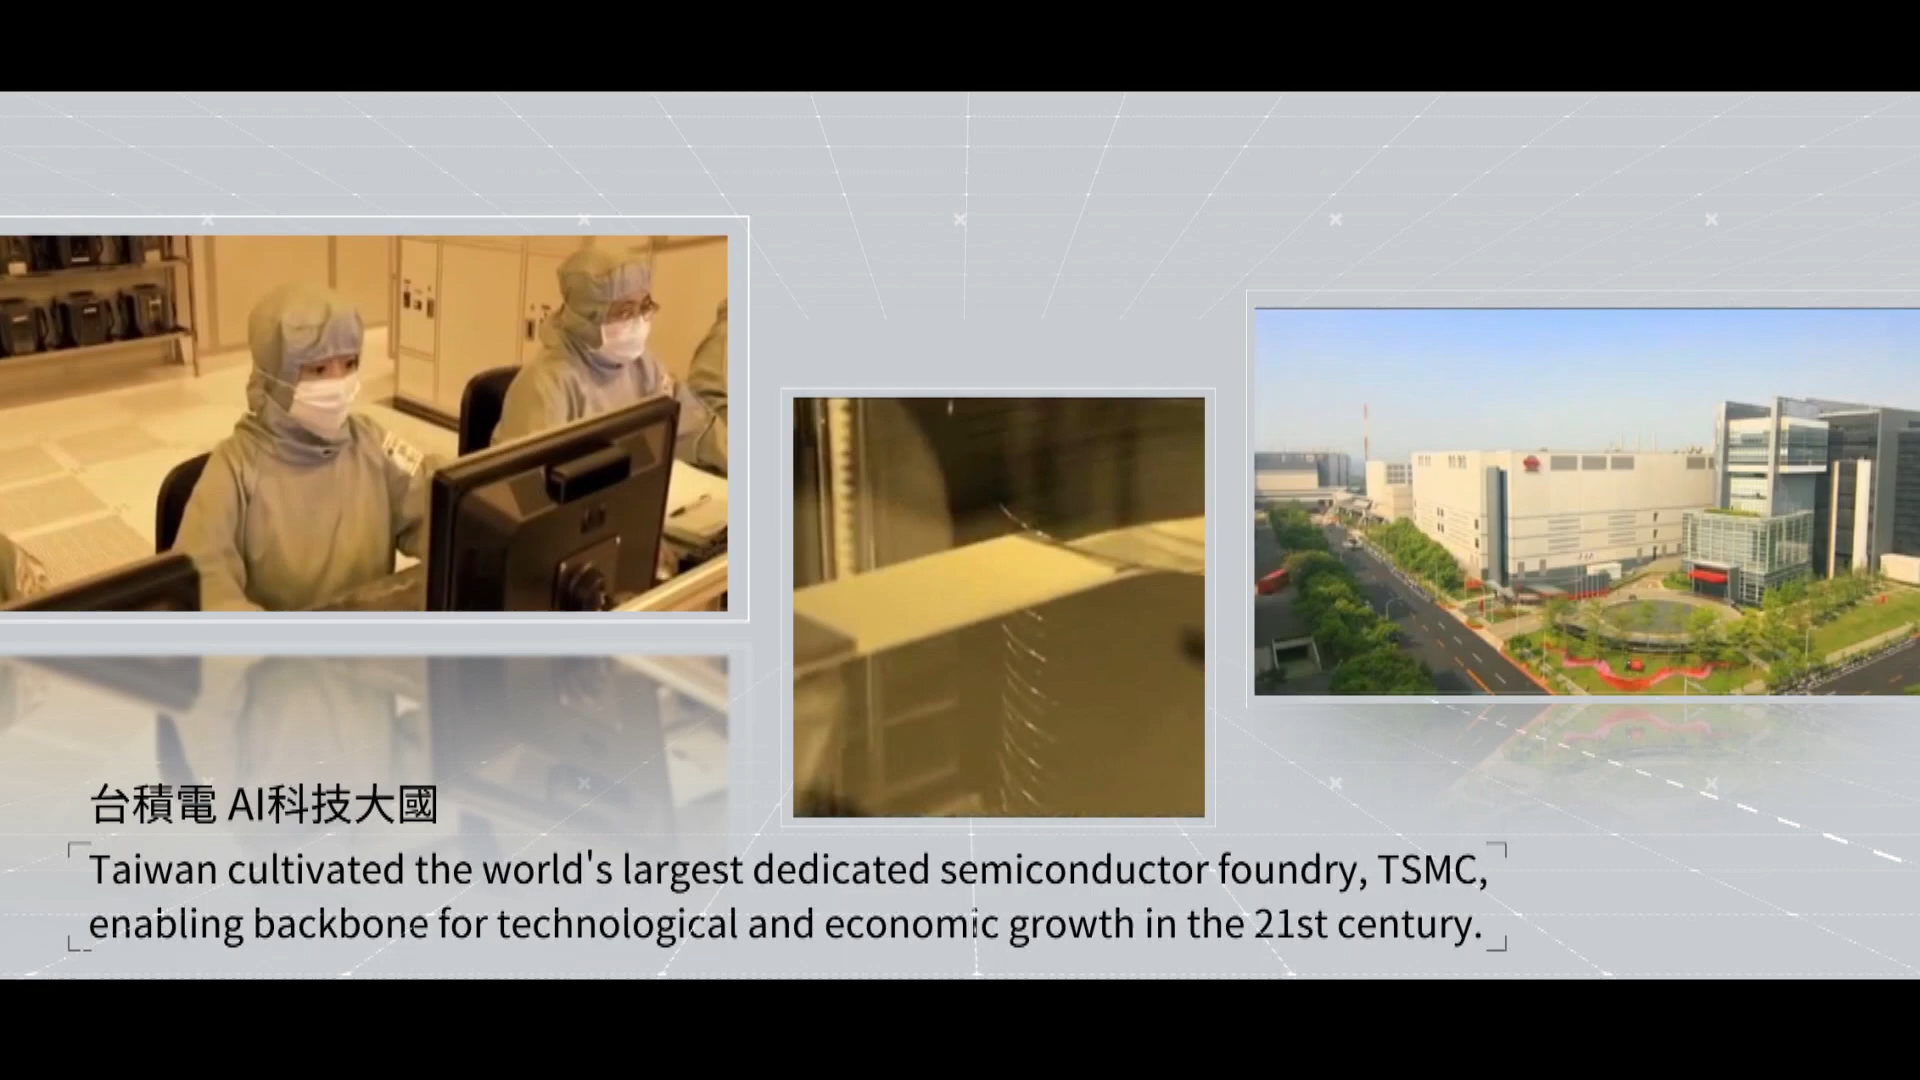 台積電 AI科技大國
Taiwan cultivated the world's largest dedicated semiconductor foundry, TSMC,
enabling backbone for technological and economic growth in the 21st century.